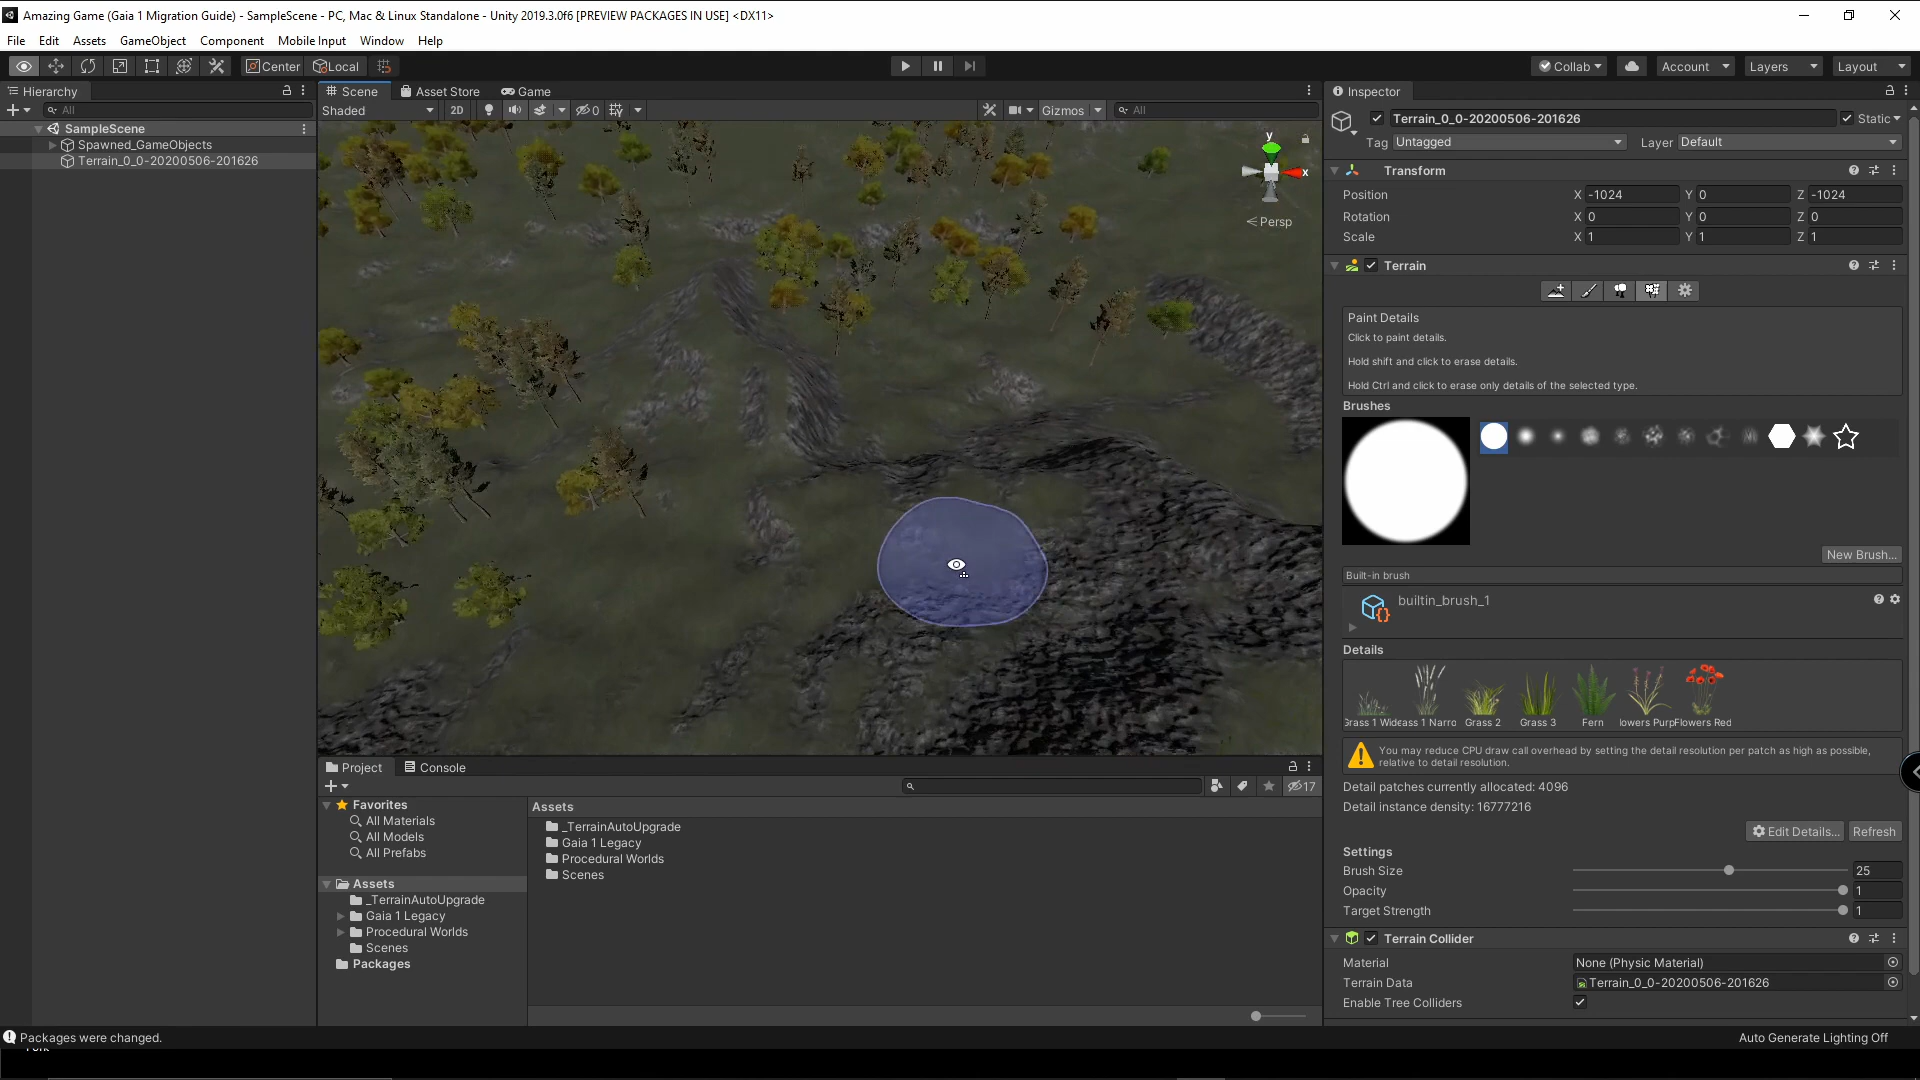 Amazing Game (Gaia 1 Migration Guide) - SampleScene - PC, Mac & Linux Standalone - Unity 2019.3.0f6 [PREVIEW PACKAGES IN USE] <DX11>
File Edit Assets GameObject Component Mobile Input Window Help
Center Local Collab Account Layers Layout
Hierarchy
All
SampleScene
Spawned_GameObjects
Terrain_0_0-20200506-201626
Scene Asset Store Game
Shaded 2D 0 Gizmos All
y
x
Persp
Inspector
Terrain_0_0-20200506-201626 Static
Tag Untagged Layer Default
Transform
Position X -1024 Y 0 Z -1024
Rotation X 0 Y 0 Z 0
Scale X 1 Y 1 Z 1
Terrain
Paint Details
Click to paint details.
Hold shift and click to erase details.
Hold Ctrl and click to erase only details of the selected type.
Brushes
New Brush...
Built-in brush
builtin_brush_1
Details
Grass 2 Grass 3 Fern Flowers Red
You may reduce CPU draw call overhead by setting the detail resolution per patch as high as possible,
relative to detail resolution.
Detail patches currently allocated: 4096
Detail instance density: 16777216
Edit Details... Refresh
Settings
Brush Size 25
Opacity 1
Target Strength 1
Terrain Collider
Material None (Physic Material)
Terrain Data Terrain_0_0-20200506-201626
Enable Tree Colliders
Project Console
17
Favorites
All Materials
All Models
All Prefabs
Assets
_TerrainAutoUpgrade
Gaia 1 Legacy
Procedural Worlds
Scenes
Packages
Assets
_TerrainAutoUpgrade
Gaia 1 Legacy
Procedural Worlds
Scenes
Packages were changed.
Auto Generate Lighting Off